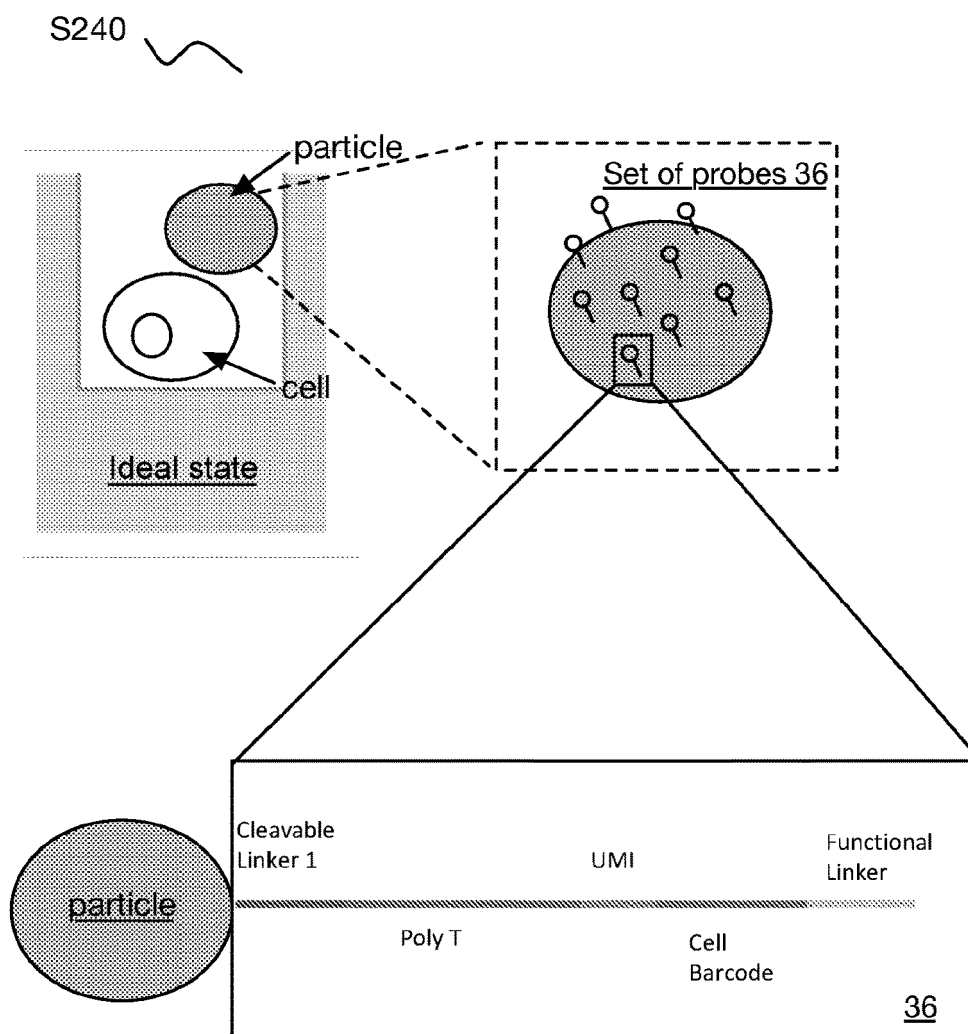 S240
particle
Set of probes 36
cell
Ideal state
Cleavable
Linker 1
UMI
Functional
Linker
particle
Poly T
Cell
Barcode
36